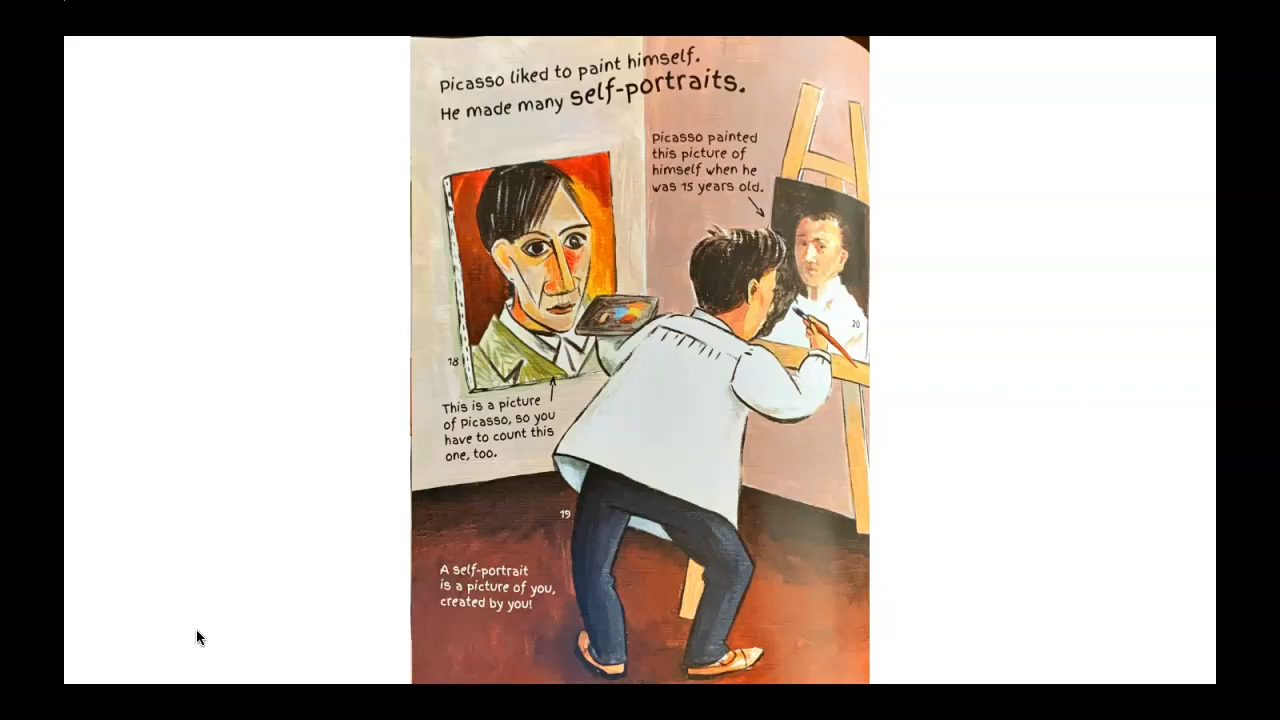 Picasso liked to paint himself.
He made many self-portraits.
Picasso painted
this picture of
himself when he
was 15 years old.
20
18
This is a picture
of Picasso, so you
have to count this
one, too.
19
A self-portrait
is a picture of you,
created by you!